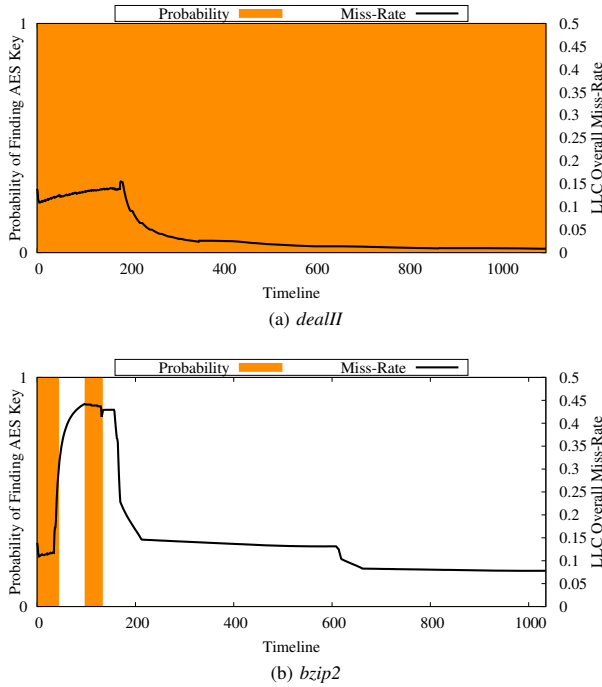 Probability Miss-Rate
Probability of Finding AES Key
1
0
0.5
0.45
0.4
0.35
0.3
0.25
0.2
0.15
0.1
0.05
0
LLC Overall Miss-Rate
0 200 400 600 800 1000
Timeline
(a) dealII
Probability Miss-Rate
Probability of Finding AES Key
1
0
0.5
0.45
0.4
0.35
0.3
0.25
0.2
0.15
0.1
0.05
0
LLC Overall Miss-Rate
0 200 400 600 800 1000
Timeline
(b) bzip2